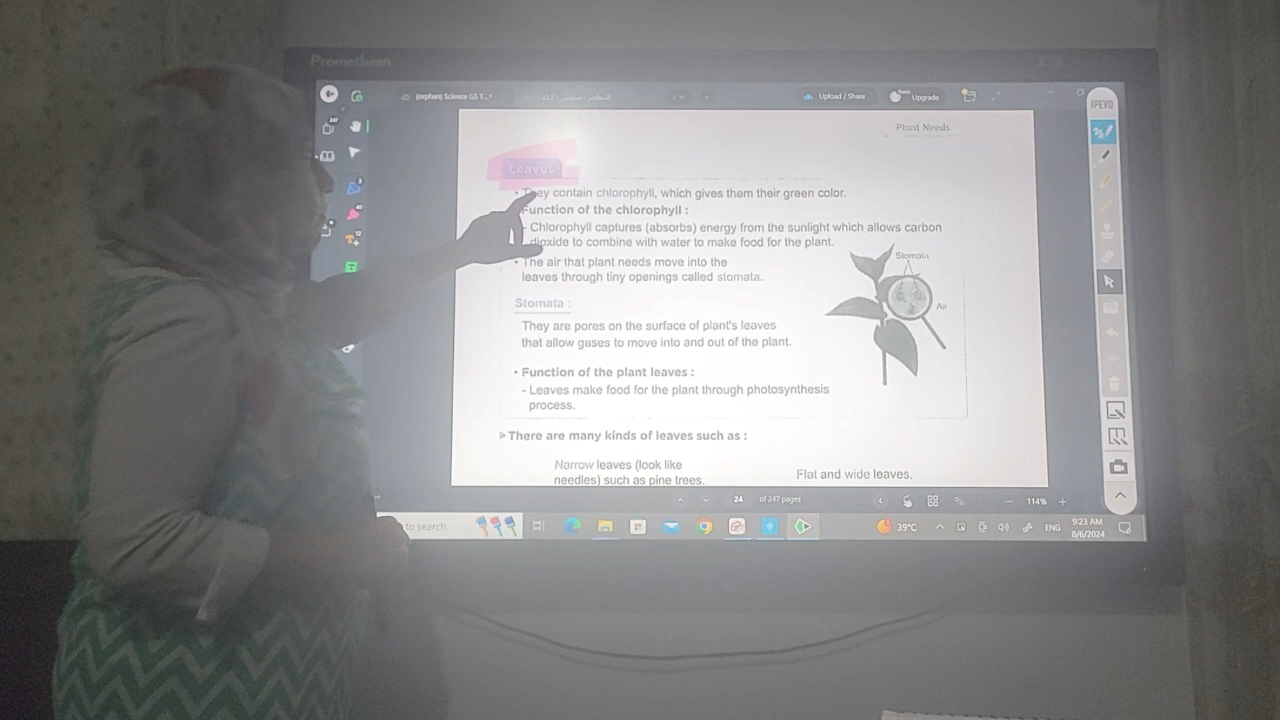 Promethean
(orphan) Science G5 T...*
Upload / Share
Upgrade
IPEVO
247
Plant Needs
Leaves
• They contain chlorophyll, which gives them their green color.
Function of the chlorophyll :
- Chlorophyll captures (absorbs) energy from the sunlight which allows carbon
dioxide to combine with water to make food for the plant.
• The air that plant needs move into the
leaves through tiny openings called stomata.
Stomata
Air
Stomata :
They are pores on the surface of plant's leaves
that allow gases to move into and out of the plant.
• Function of the plant leaves :
- Leaves make food for the plant through photosynthesis
process.
There are many kinds of leaves such as :
Narrow leaves (look like
needles) such as pine trees.
Flat and wide leaves.
24 of 247 pages
114%
to search
39°C
ENG
9:23 AM
8/6/2024